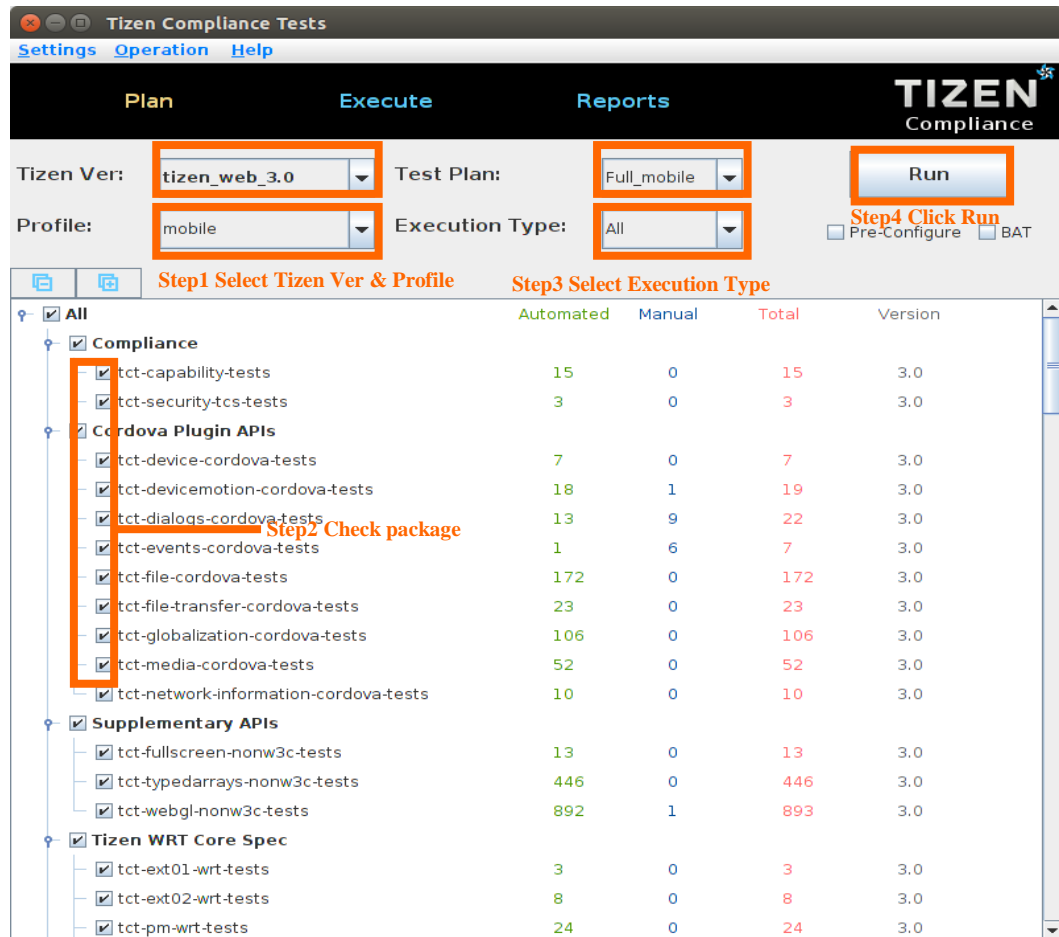 Tizen Compliance Tests
Settings Operation Help
Plan Execute Reports
TIZEN
Compliance
Tizen Ver: tizen_web_3.0 Test Plan: Full_mobile Run
Step4 Click Run
Profile: mobile Execution Type: All Pre-Configure BAT
Step1 Select Tizen Ver & Profile Step3 Select Execution Type
All Automated Manual Total Version
Compliance
tct-capability-tests 15 0 15 3.0
tct-security-tcs-tests 3 0 3 3.0
Cordova Plugin APIs
tct-device-cordova-tests 7 0 7 3.0
tct-devicemotion-cordova-tests 18 1 19 3.0
tct-dialogs-cordova-tests 13 9 22 3.0
Step2 Check package
tct-events-cordova-tests 1 6 7 3.0
tct-file-cordova-tests 172 0 172 3.0
tct-file-transfer-cordova-tests 23 0 23 3.0
tct-globalization-cordova-tests 106 0 106 3.0
tct-media-cordova-tests 52 0 52 3.0
tct-network-information-cordova-tests 10 0 10 3.0
Supplementary APIs
tct-fullscreen-nonw3c-tests 13 0 13 3.0
tct-typedarrays-nonw3c-tests 446 0 446 3.0
tct-webgl-nonw3c-tests 892 1 893 3.0
Tizen WRT Core Spec
tct-ext01-wrt-tests 3 0 3 3.0
tct-ext02-wrt-tests 8 0 8 3.0
tct-pm-wrt-tests 24 0 24 3.0